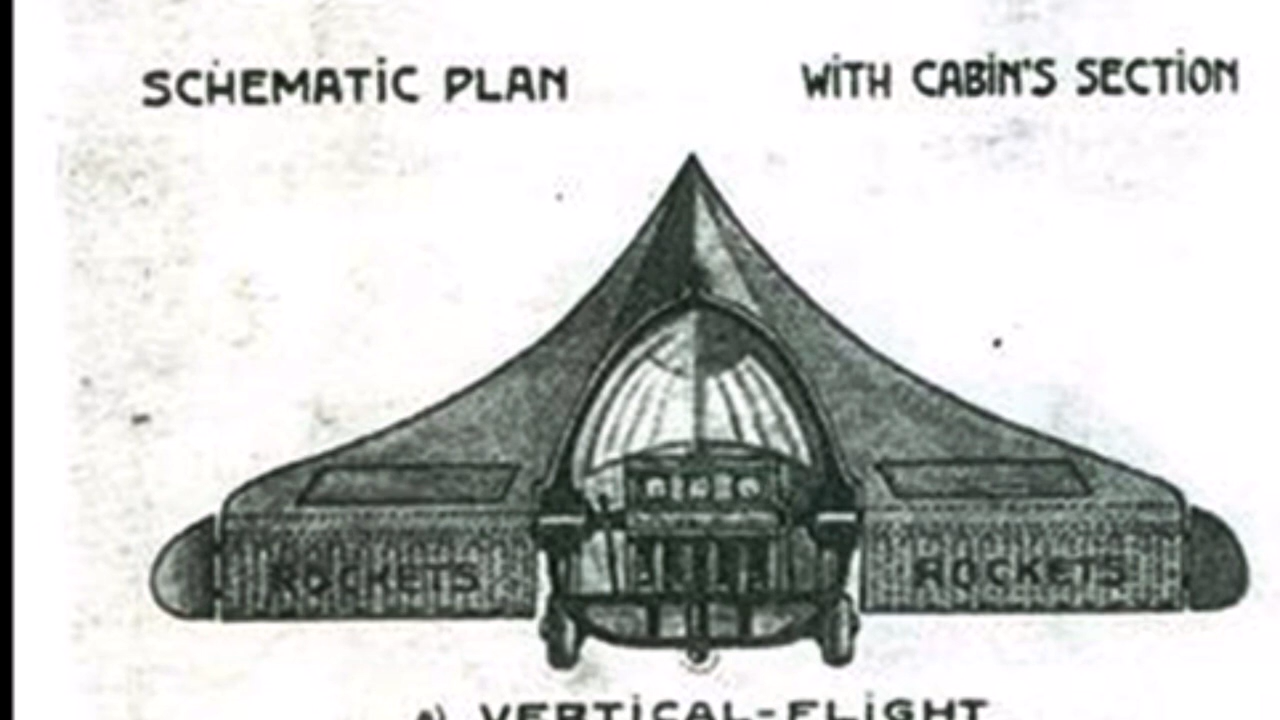 SCHEMATIC PLAN WITH CABIN'S SECTION
ROCKETS ROCKETS
VERTICAL-FLIGHT